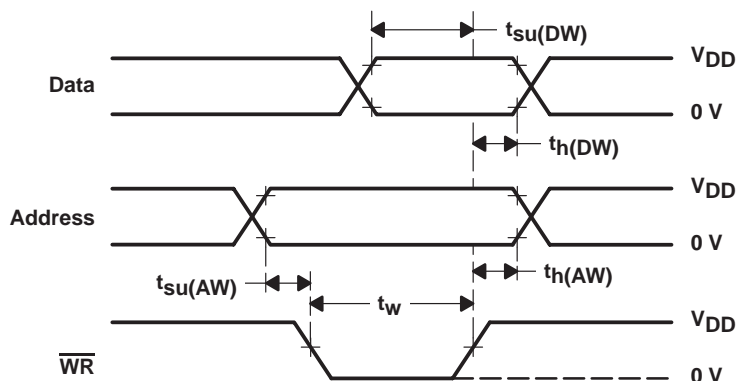 tsu(DW)
VDD
Data
0 V
th(DW)
VDD
Address
0 V
tsu(AW)
tw
th(AW)
VDD
WR
0 V